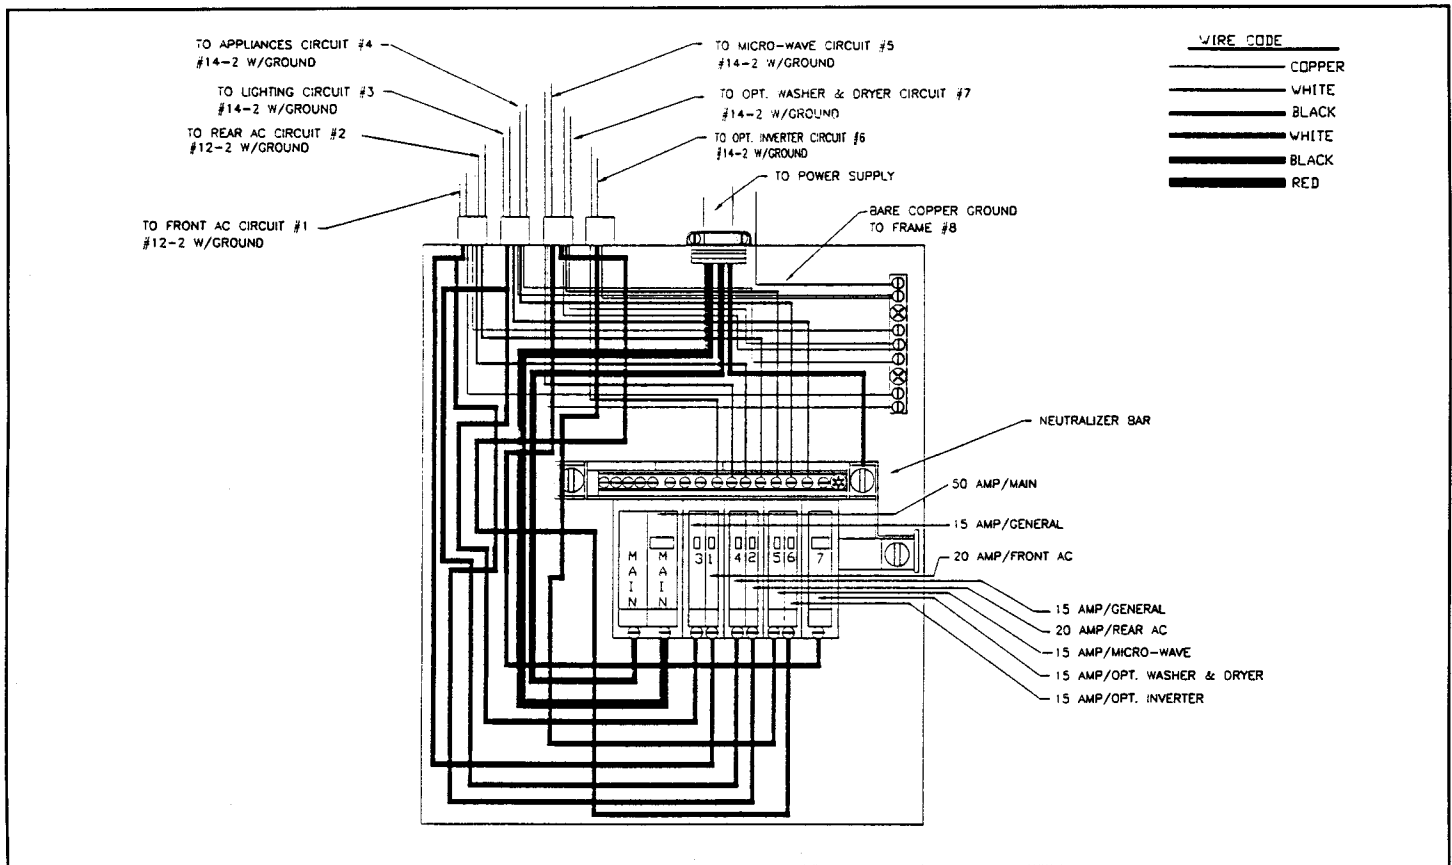 TO APPLIANCES CIRCUIT #4
#14-2 W/GROUND
TO LIGHTING CIRCUIT #3
#14-2 W/GROUND
TO REAR AC CIRCUIT #2
#12-2 W/GROUND
TO FRONT AC CIRCUIT #1
#12-2 W/GROUND
TO MICRO-WAVE CIRCUIT #5
#14-2 W/GROUND
TO OPT. WASHER & DRYER CIRCUIT #7
#14-2 W/GROUND
TO OPT. INVERTER CIRCUIT #6
#14-2 W/GROUND
TO POWER SUPPLY
BARE COPPER GROUND
TO FRAME #8
WIRE CODE
COPPER
WHITE
BLACK
WHITE
BLACK
RED
NEUTRALIZER BAR
50 AMP/MAIN
15 AMP/GENERAL
20 AMP/FRONT AC
15 AMP/GENERAL
20 AMP/REAR AC
15 AMP/MICRO-WAVE
15 AMP/OPT. WASHER & DRYER
15 AMP/OPT. INVERTER
MAIN
MAIN
3 1 4 2 5 6 7